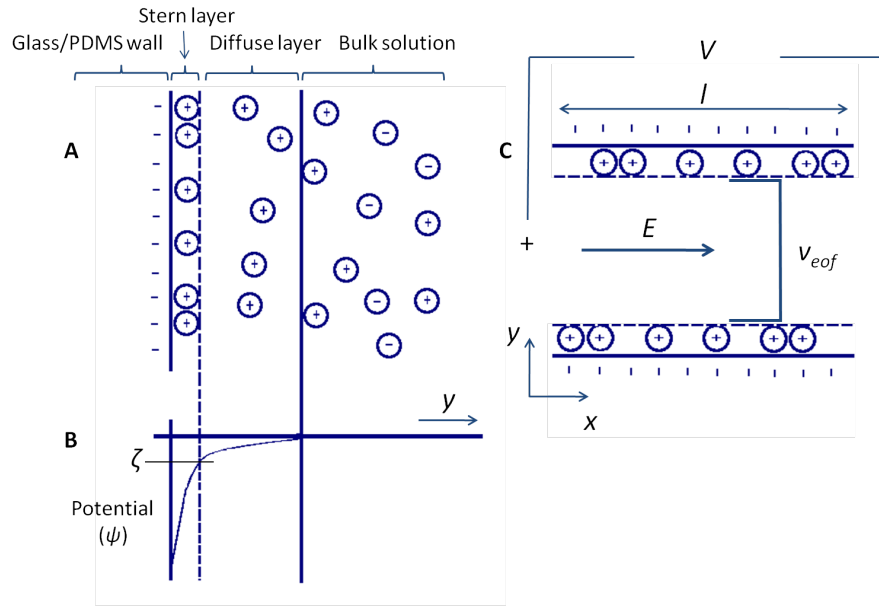 Stern layer
Glass/PDMS wall
Diffuse layer
Bulk solution
V
l
A
C
E
+
v_eof
y
x
y
B
ζ
Potential
(ψ)